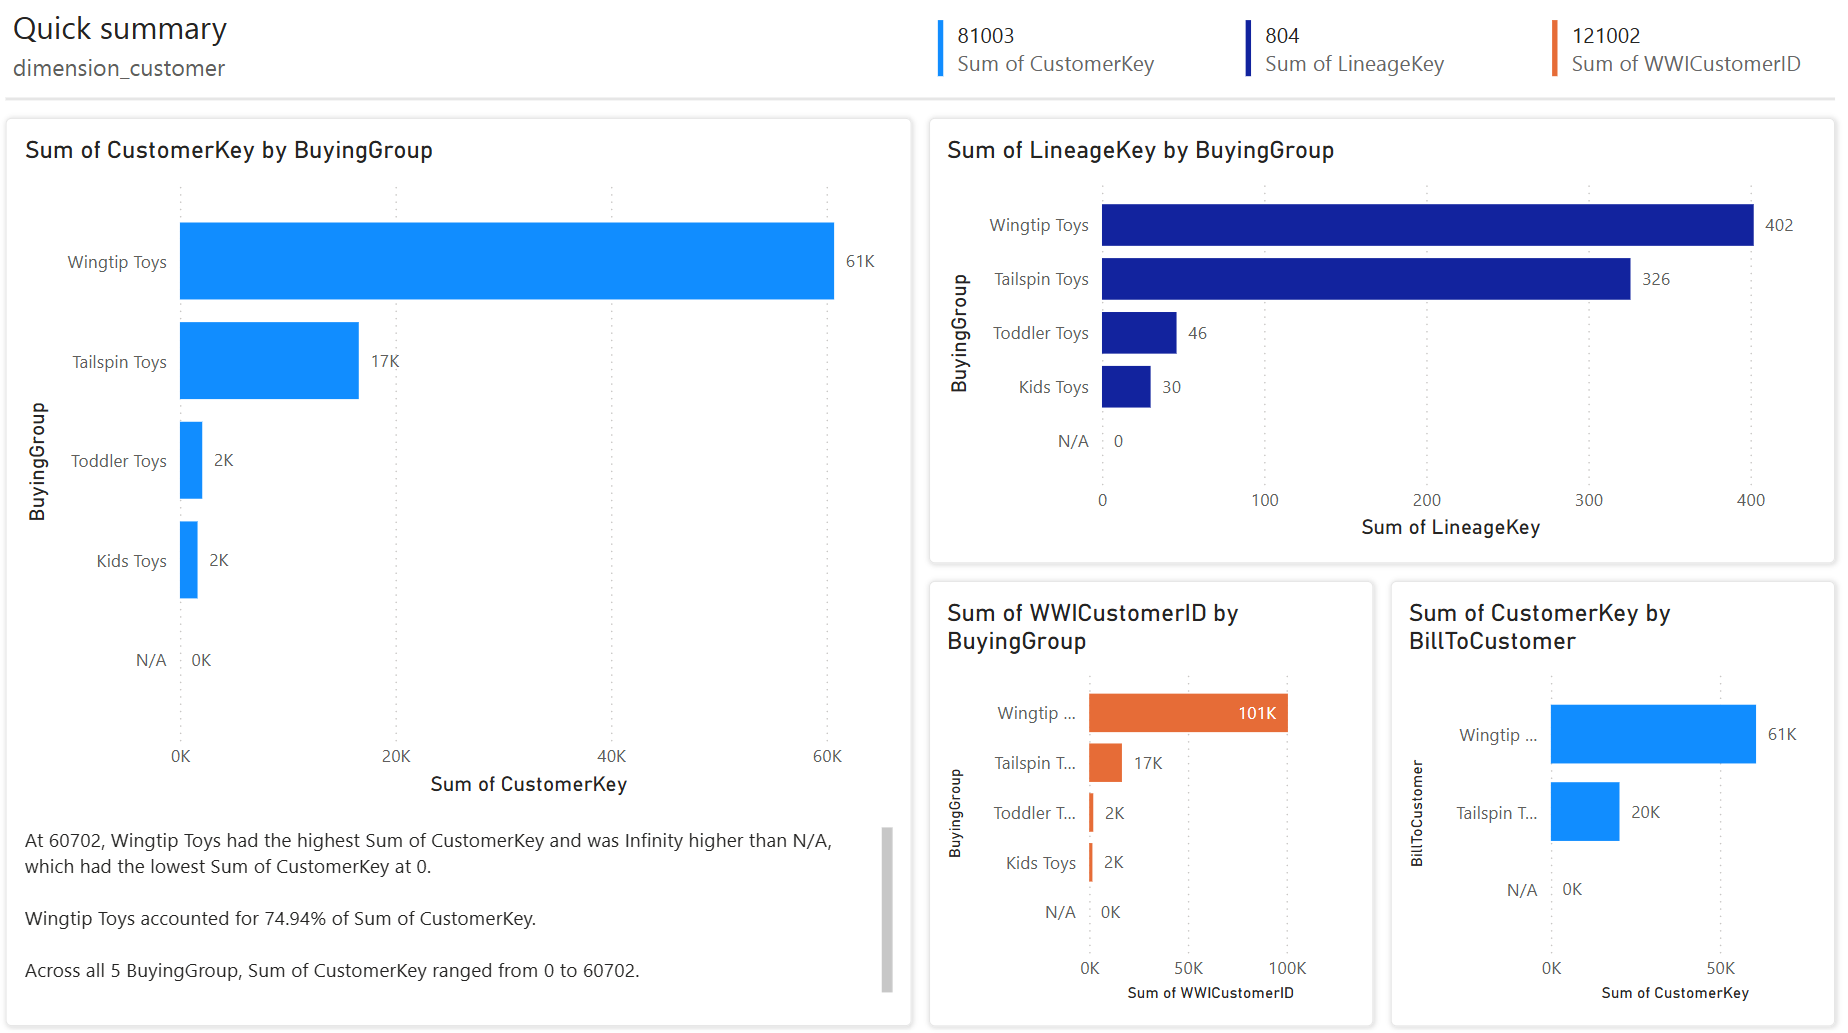 Quick summary
dimension_customer
81003
Sum of CustomerKey
804
Sum of LineageKey
121002
Sum of WWICustomerID
Sum of CustomerKey by BuyingGroup
BuyingGroup
Wingtip Toys
61K
Tailspin Toys
17K
Toddler Toys
2K
Kids Toys
2K
N/A
0K
0K
20K
40K
60K
Sum of CustomerKey
At 60702, Wingtip Toys had the highest Sum of CustomerKey and was Infinity higher than N/A,
which had the lowest Sum of CustomerKey at 0.
Wingtip Toys accounted for 74.94% of Sum of CustomerKey.
Across all 5 BuyingGroup, Sum of CustomerKey ranged from 0 to 60702.
Sum of LineageKey by BuyingGroup
BuyingGroup
Wingtip Toys
402
Tailspin Toys
326
Toddler Toys
46
Kids Toys
30
N/A
0
0
100
200
300
400
Sum of LineageKey
Sum of WWICustomerID by
BuyingGroup
BuyingGroup
Wingtip ...
101K
Tailspin T...
17K
Toddler T...
2K
Kids Toys
2K
N/A
0K
0K
50K
100K
Sum of WWICustomerID
Sum of CustomerKey by
BillToCustomer
BillToCustomer
Wingtip ...
61K
Tailspin T...
20K
N/A
0K
0K
50K
Sum of CustomerKey